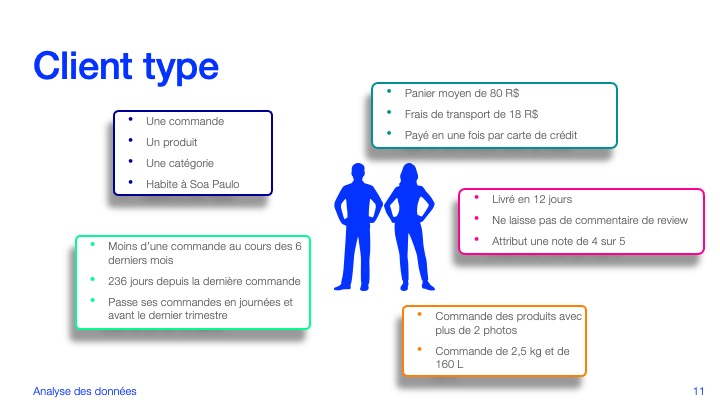 Client type
Une commande
Un produit
Une catégorie
Habite à Soa Paulo
Panier moyen de 80 R$
Frais de transport de 18 R$
Payé en une fois par carte de crédit
Livré en 12 jours
Ne laisse pas de commentaire de review
Attribut une note de 4 sur 5
Moins d'une commande au cours des 6
derniers mois
236 jours depuis la dernière commande
Passe ses commandes en journées et
avant le dernier trimestre
Commande des produits avec
plus de 2 photos
Commande de 2,5 kg et de
160 L
Analyse des données
11